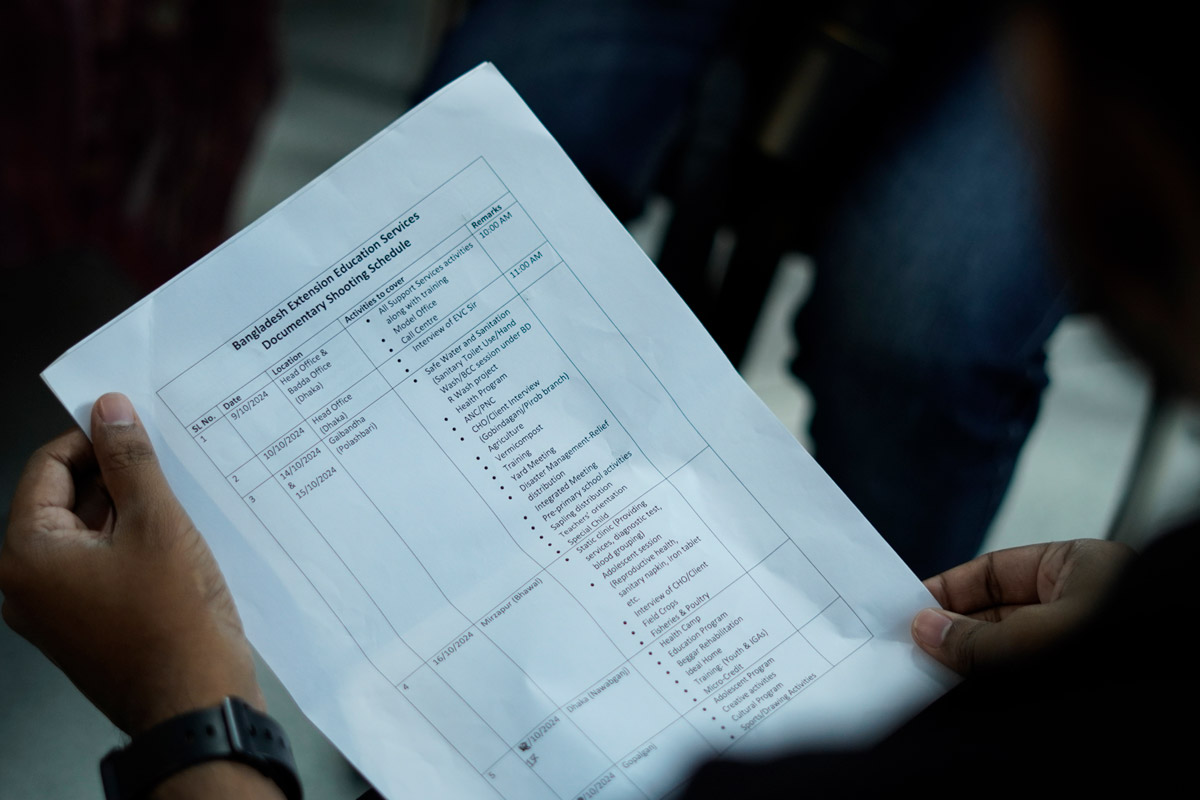 Bangladesh Extension Education Services
Documentary Shooting Schedule
SL No.
Date
Location
Activities to cover
Remarks
1
9/10/2024
Head Office &
Badda Office
(Dhaka)
• All Support Services activities
along with training
• Model Office
• Call Centre
10:00 AM
2
10/10/2024
Head Office
(Dhaka)
• Interview of EVC Sir
11:00 AM
3
14/10/2024
&
15/10/2024
Gaibandha
(Polashbari)
• Safe Water and Sanitation
(Sanitary Toilet Use/Hand
Wash/BCC session under BD
R Wash project
• Health Program
• ANC/PNC
• CHO/Client Interview
(Gobindaganj/Pirob branch)
• Agriculture
• Vermicompost
• Training
• Yard Meeting
• Disaster Management-Relief
distribution
• Integrated Meeting
• Pre-primary school activities
• Sapling distribution
• Teachers' orientation
• Special Child
4
16/10/2024
Mirzapur (Bhawal)
• Static clinic (Providing
services, diagnostic test,
blood grouping)
• Adolescent session
(Reproductive health,
sanitary napkin, iron tablet
etc.
• Interview of CHO/Client
• Field Crops
• Fisheries & Poultry
5
/10/2024
Dhaka (Nawabganj)
• Health Camp
• Education Program
• Beggar Rehabilitation
• Ideal Home
• Training. (Youth & IGAs)
• Micro-Credit
/10/2024
Gopalganj
• Adolescent Program
• Creative activities
• Cultural Program
• Sports/Drawing Activities